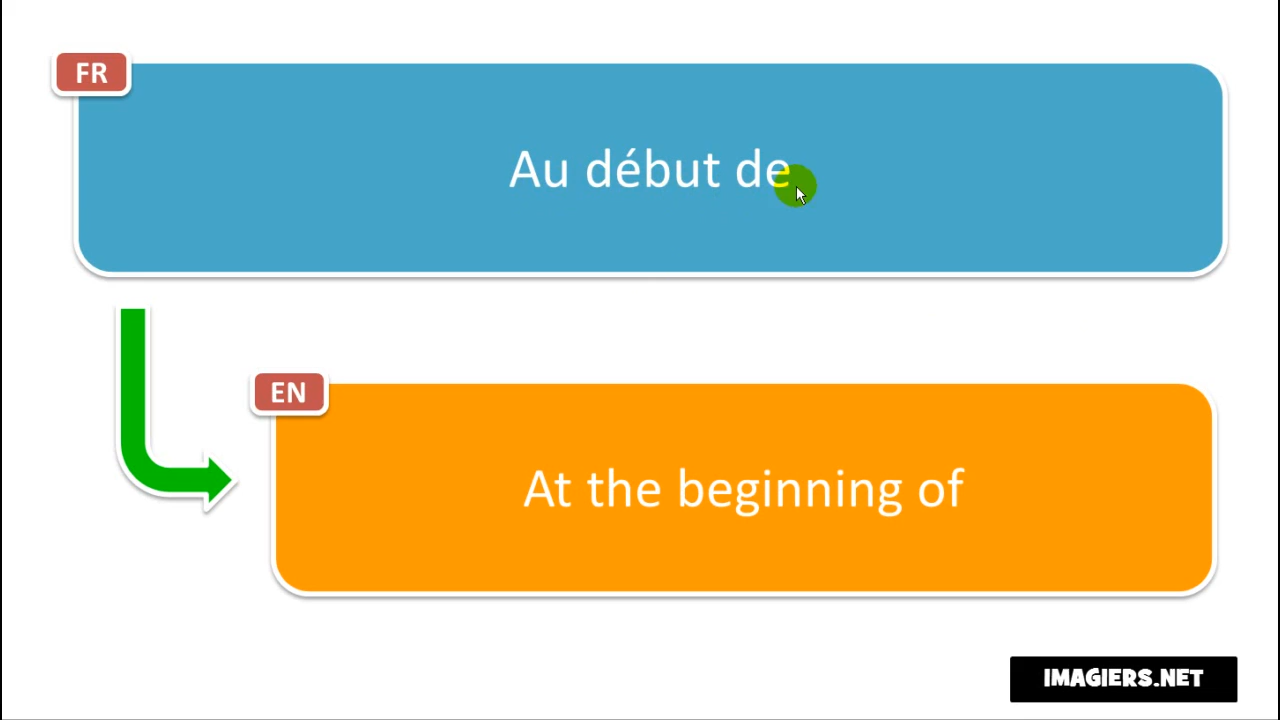 FR
Au début de
EN
At the beginning of
IMAGIERS.NET